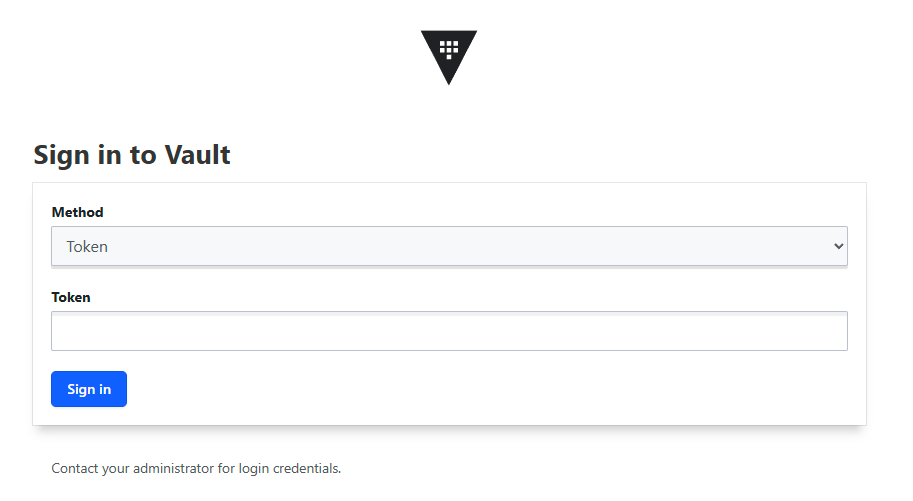 Sign in to Vault
Method
Token
Token
Sign in
Contact your administrator for login credentials.